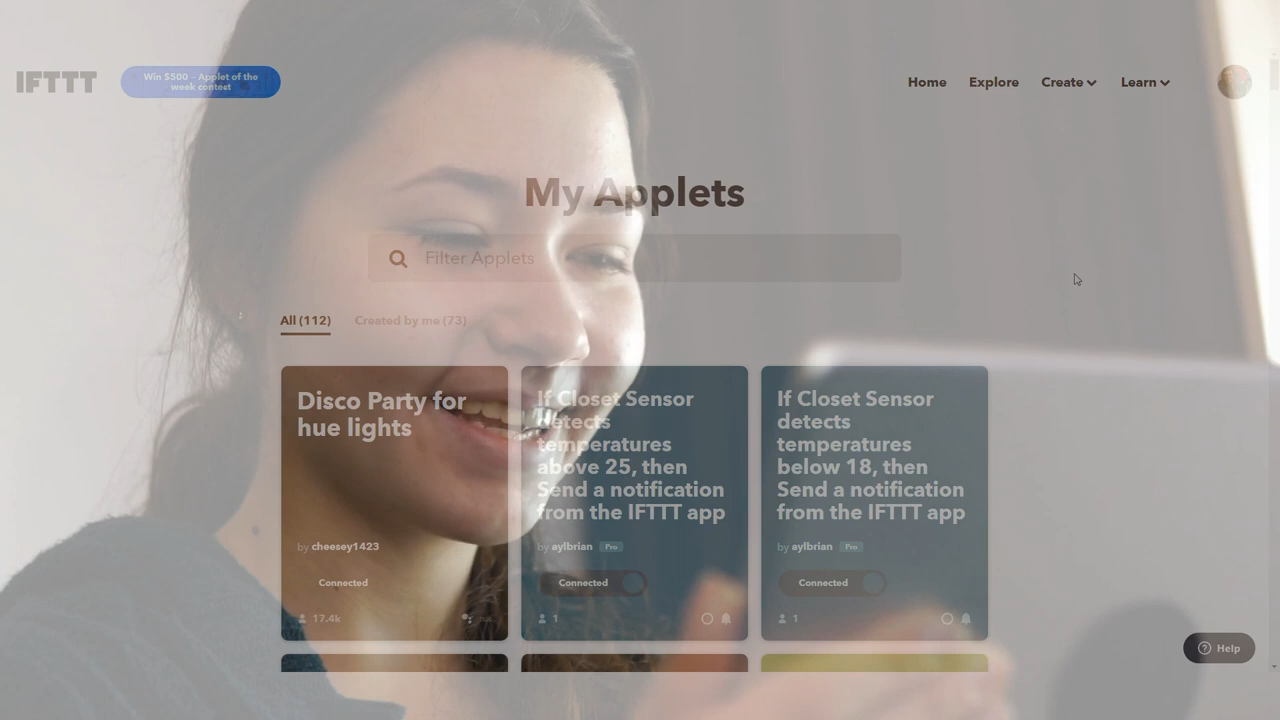 IFTTT
Win $500 - Applet of the
week contest
Home
Explore
Create
Learn
My Applets
Filter Applets
All (112)
Created by me (73)
Disco Party for
hue lights
by cheesey1423
Connected
17.4k
If Closet Sensor
detects
temperatures
above 25, then
Send a notification
from the IFTTT app
by aylbrian Pro
Connected
1
If Closet Sensor
detects
temperatures
below 18, then
Send a notification
from the IFTTT app
by aylbrian Pro
Connected
1
Help